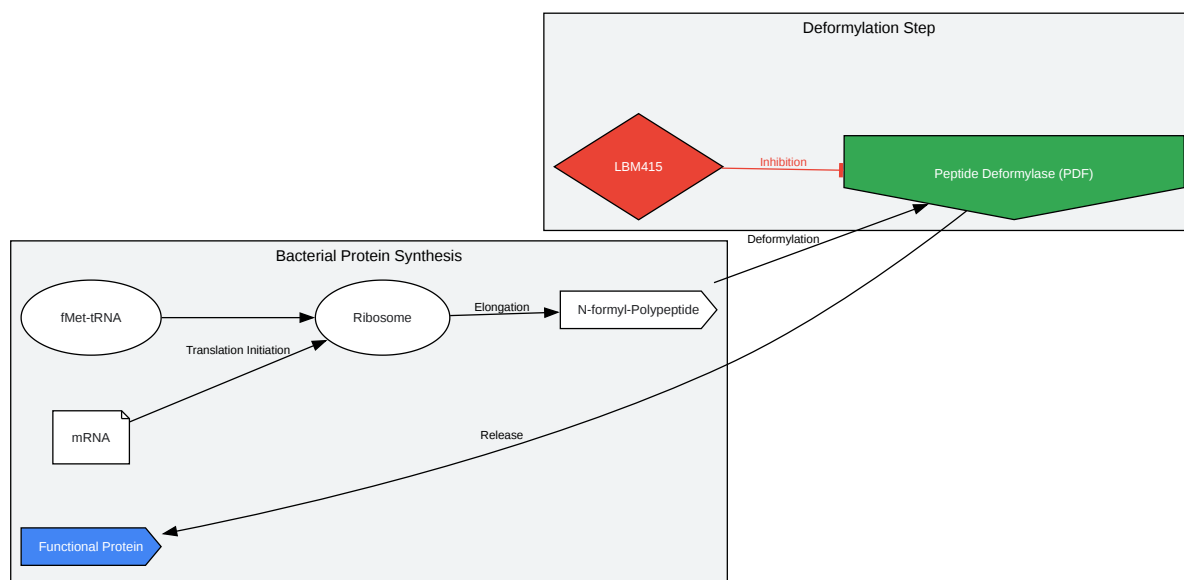 Deformylation Step
LBM415
Inhibition
Peptide Deformylase (PDF)
Deformylation
Bacterial Protein Synthesis
fMet-tRNA
Ribosome
Elongation
N-formyl-Polypeptide
Translation Initiation
mRNA
Release
Functional Protein